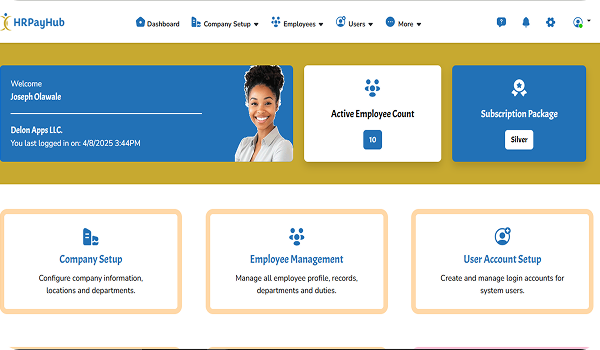 HRPayHub
Dashboard
Company Setup
Employees
Users
More
Welcome
Joseph Olawale
Delon Apps LLC.
You last logged in on: 4/8/2025 3:44PM
Active Employee Count
10
Subscription Package
Silver
Company Setup
Configure company information,
locations and departments.
Employee Management
Manage all employee profile, records,
departments and duties.
User Account Setup
Create and manage login accounts for
system users.